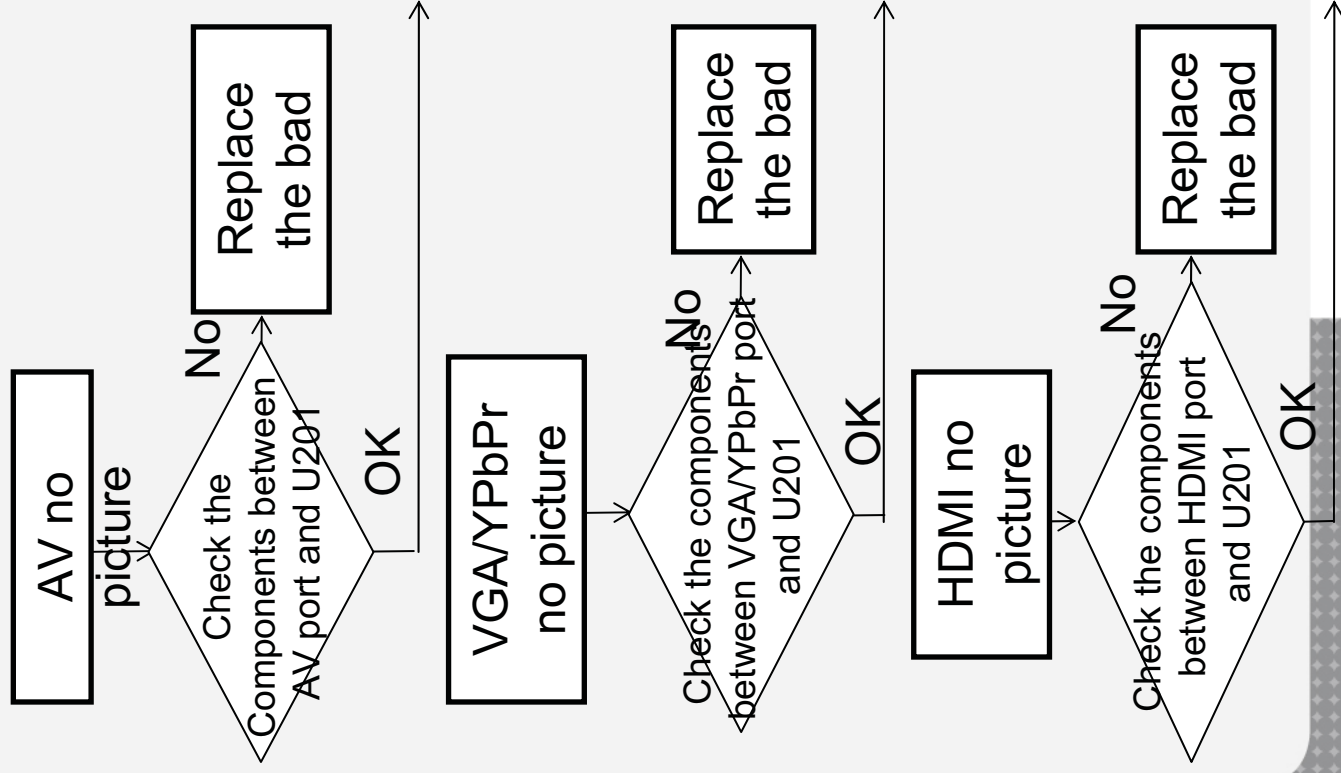 AV no
picture
Check the
Components between
AV port and U201
No
Replace
the bad
OK
VGA/YPbPr
no picture
Check the components
between VGA/YPbPr port
and U201
No
Replace
the bad
OK
HDMI no
picture
Check the components
between HDMI port
and U201
No
Replace
the bad
OK